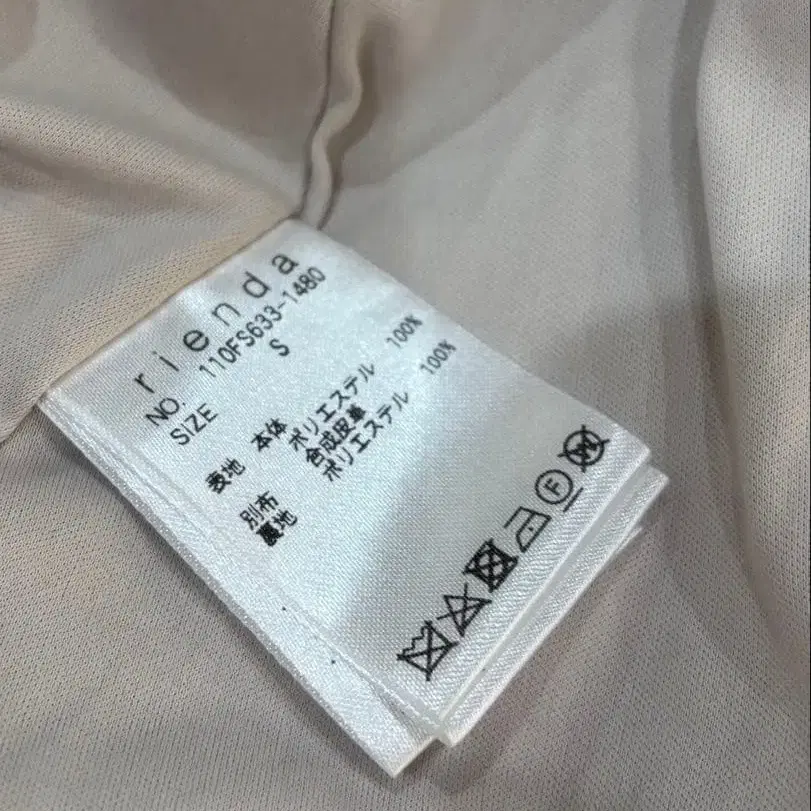 rienda
NO. 110FS633-1480
SIZE S
表地 本体 ポリエステル 100%
別布 合成皮革
裏地 ポリエステル 100%
F
W